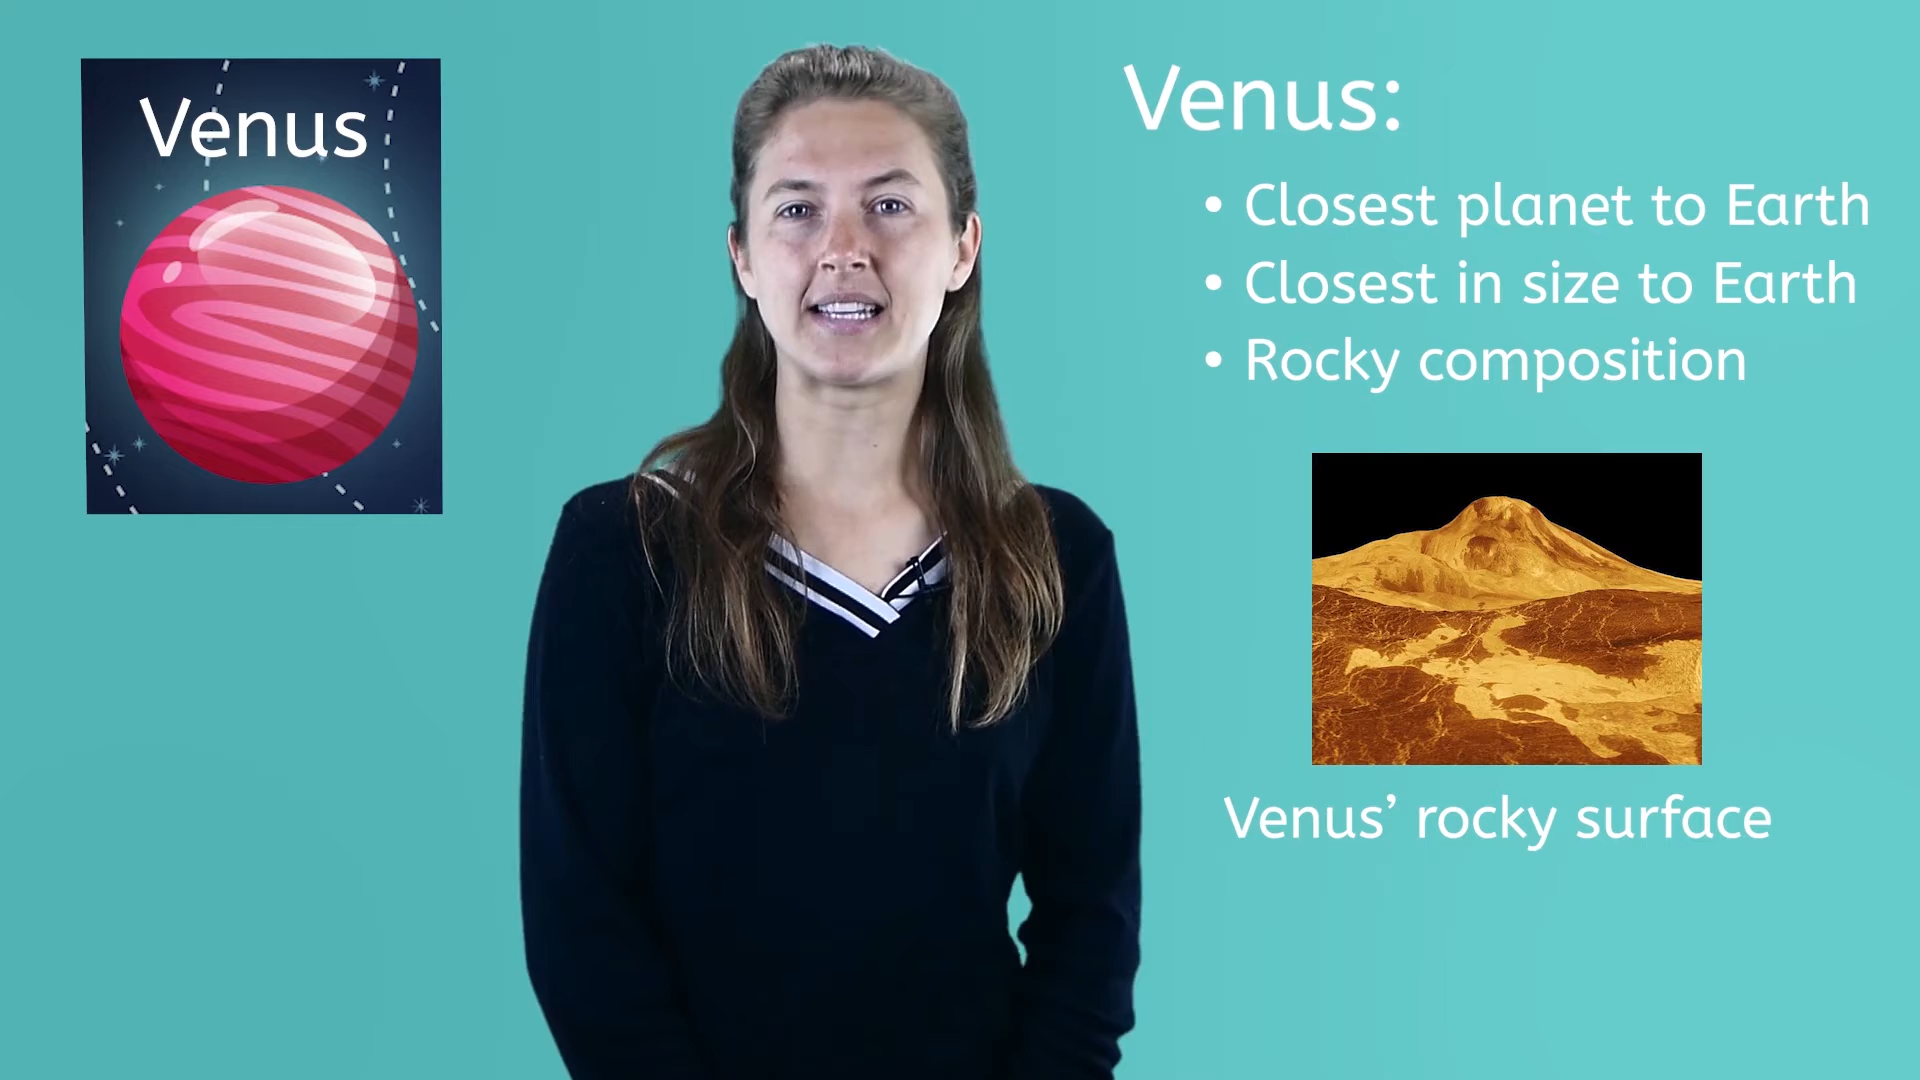 Venus
Venus:
• Closest planet to Earth
• Closest in size to Earth
• Rocky composition
Venus’ rocky surface